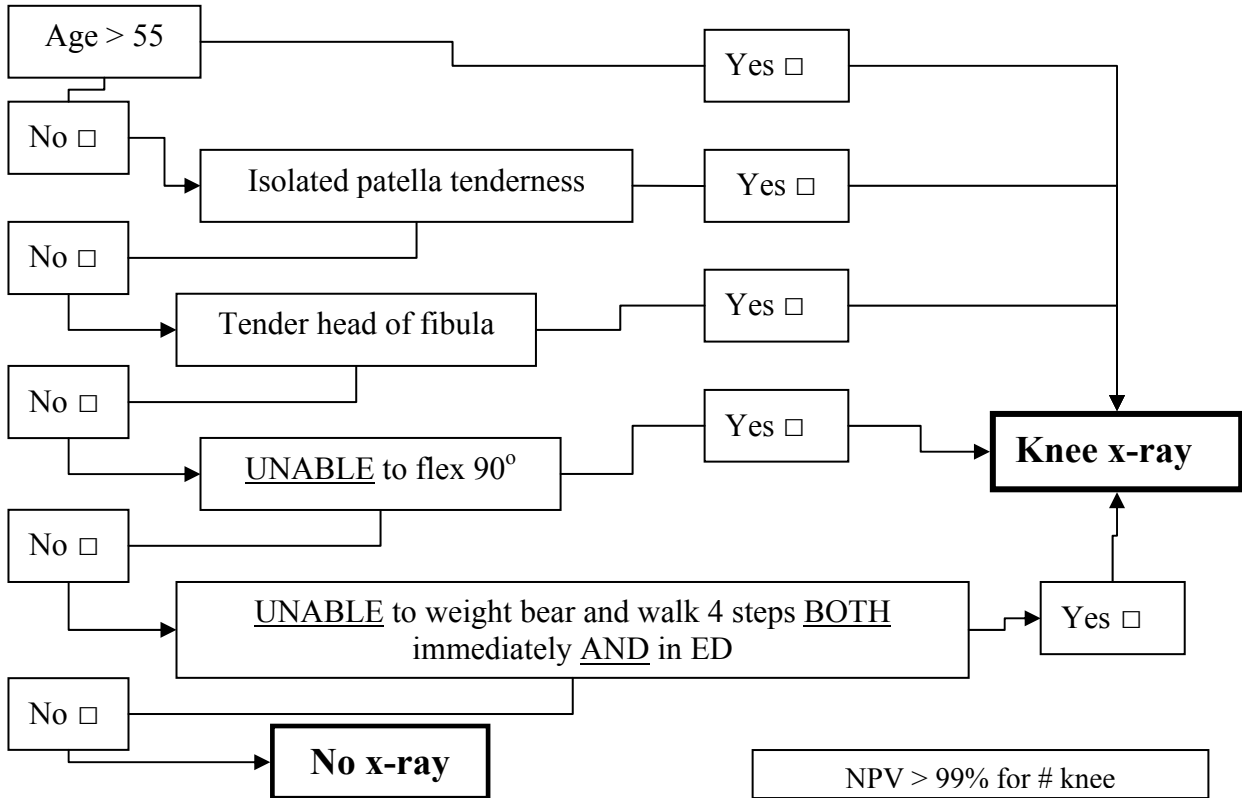 Age > 55
Yes □
No □
Isolated patella tenderness
Yes □
No □
Tender head of fibula
Yes □
No □
UNABLE to flex 90°
Yes □
Knee x-ray
No □
UNABLE to weight bear and walk 4 steps BOTH
immediately AND in ED
Yes □
No □
No x-ray
NPV > 99% for # knee